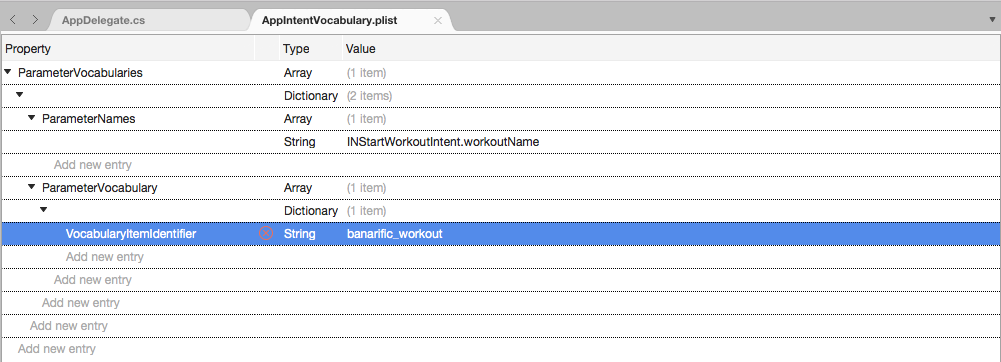 AppDelegate.cs AppIntentVocabulary.plist
Property Type Value
ParameterVocabularies Array (1 item)
Dictionary (2 items)
ParameterNames Array (1 item)
String INStartWorkoutIntent.workoutName
Add new entry
ParameterVocabulary Array (1 item)
Dictionary (1 item)
VocabularyItemIdentifier String banarific_workout
Add new entry
Add new entry
Add new entry
Add new entry
Add new entry